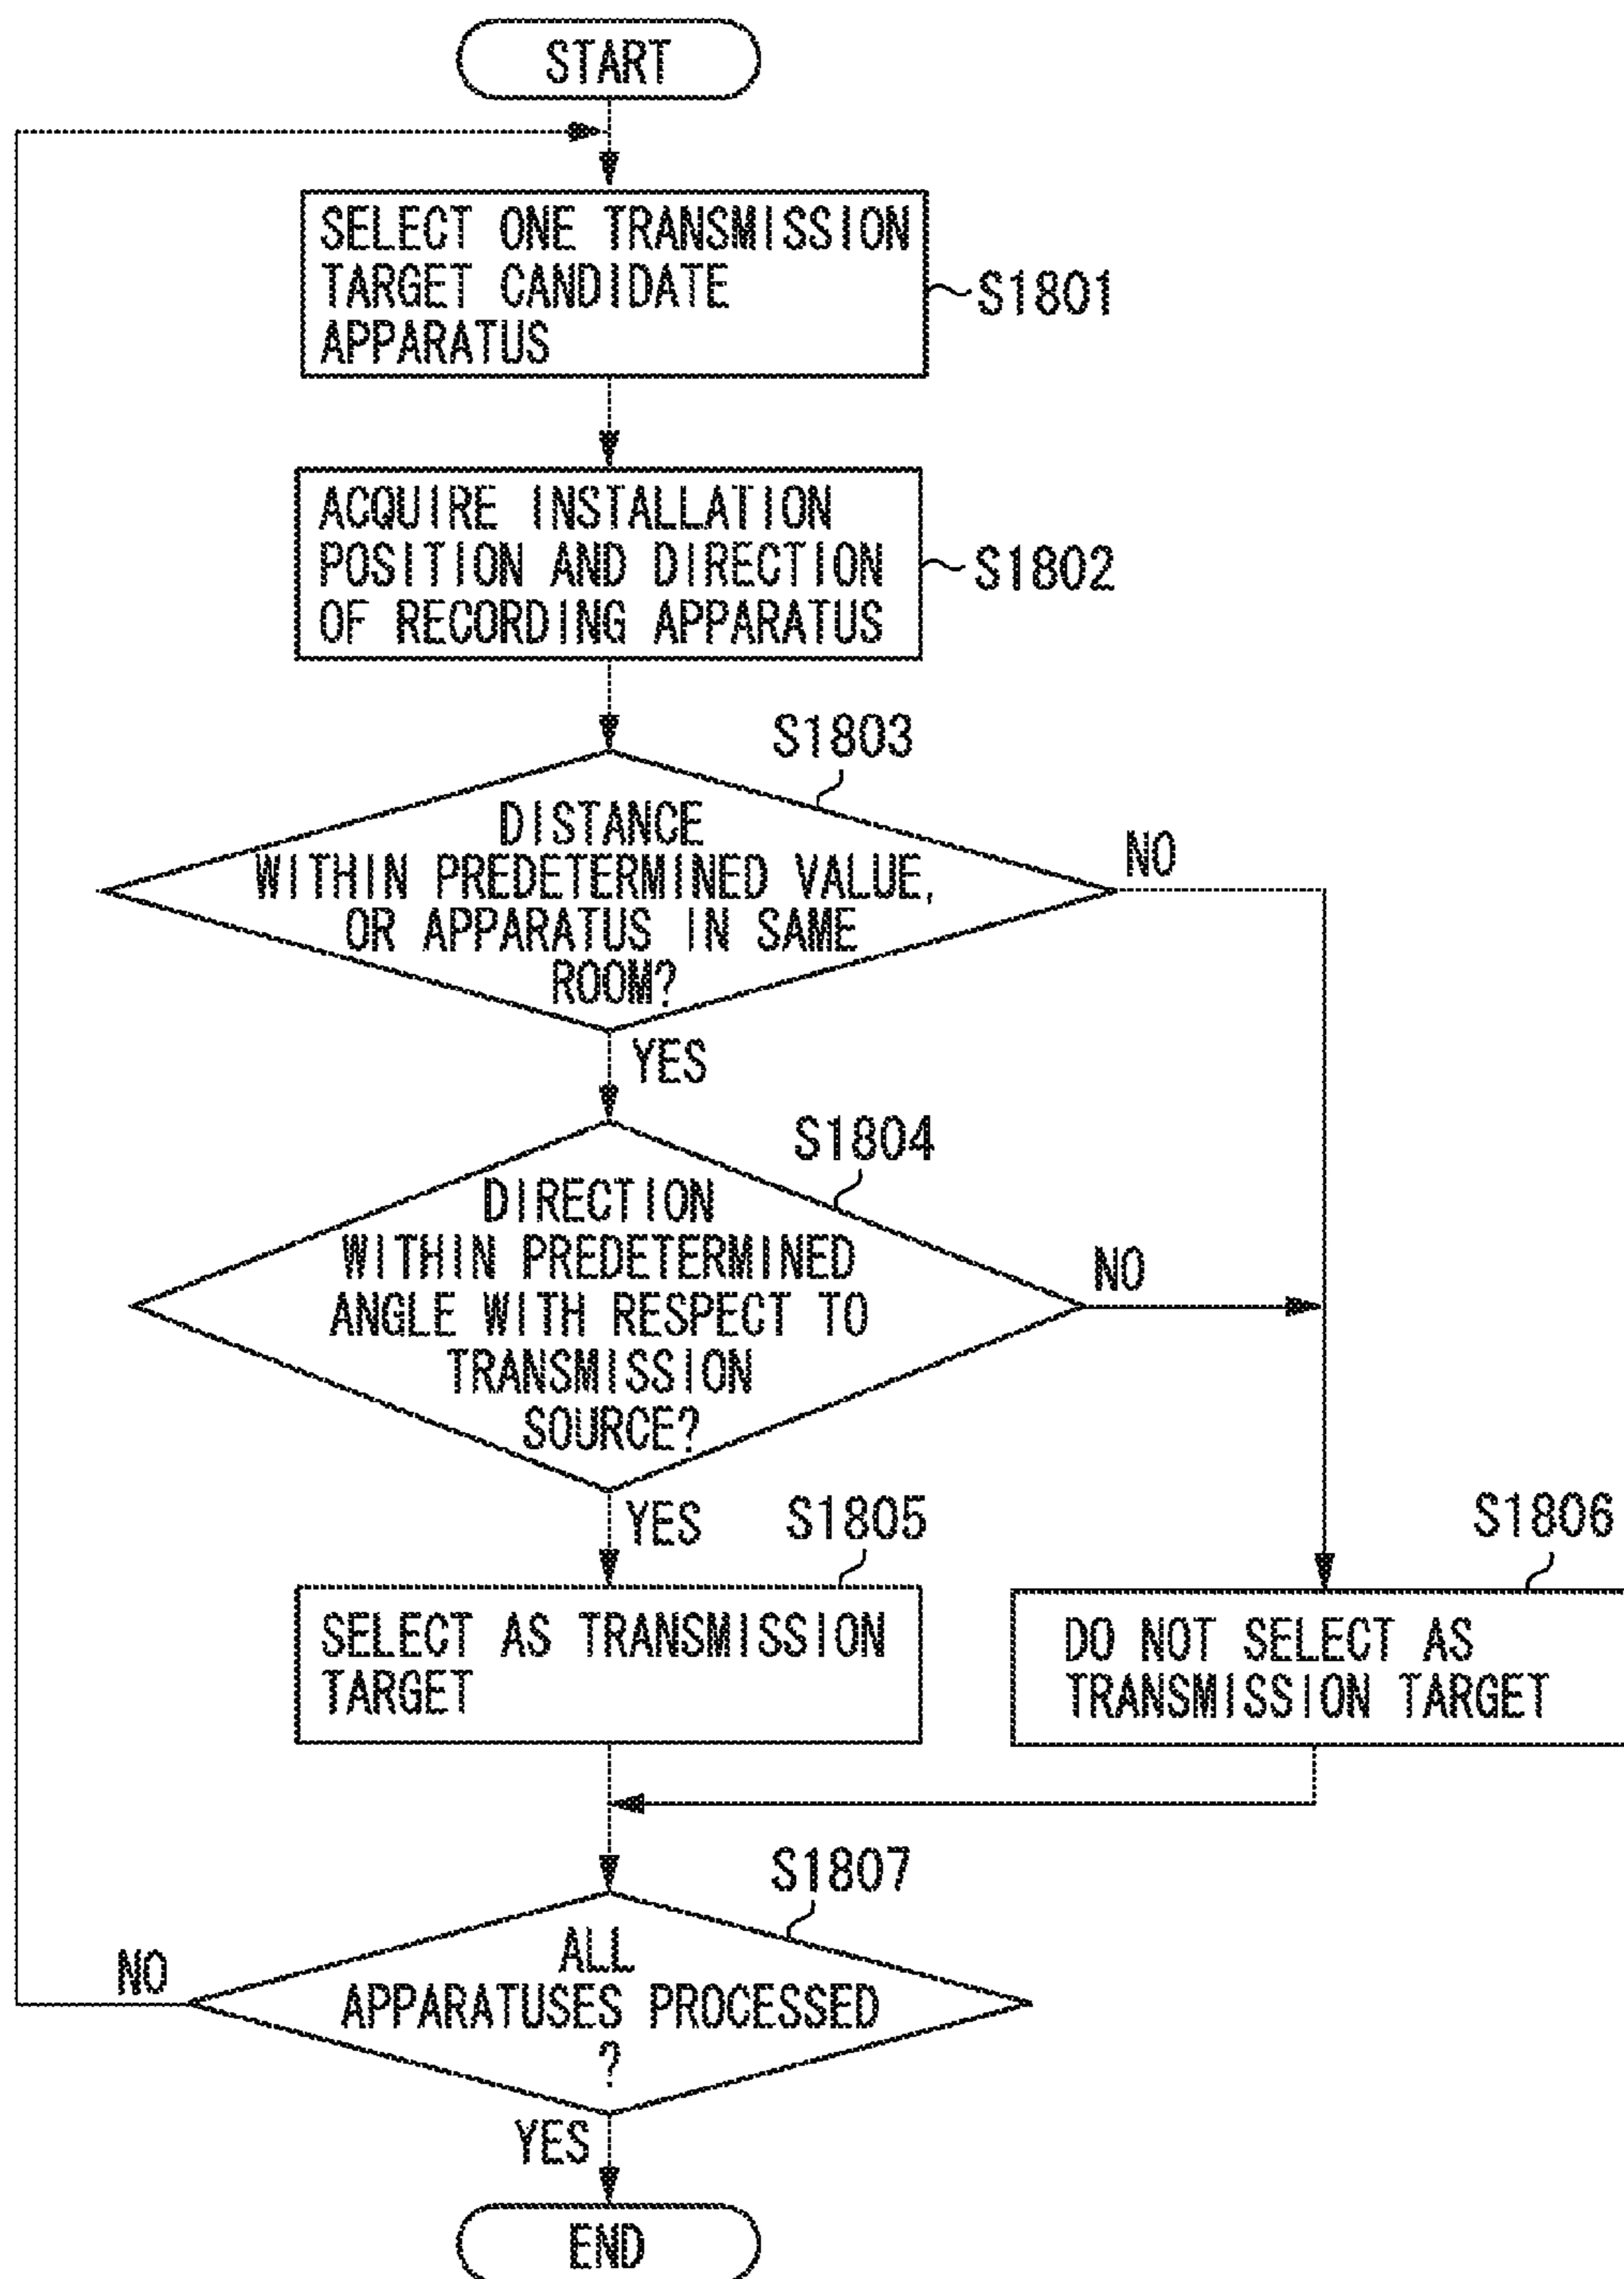 START
SELECT ONE TRANSMISSION
TARGET CANDIDATE
APPARATUS
S1801
ACQUIRE INSTALLATION
POSITION AND DIRECTION
OF RECORDING APPARATUS
S1802
S1803
DISTANCE
WITHIN PREDETERMINED VALUE,
OR APPARATUS IN SAME
ROOM?
NO
YES
S1804
DIRECTION
WITHIN PREDETERMINED
ANGLE WITH RESPECT TO
TRANSMISSION
SOURCE?
NO
YES
S1805
SELECT AS TRANSMISSION
TARGET
S1806
DO NOT SELECT AS
TRANSMISSION TARGET
S1807
ALL
APPARATUSES PROCESSED
?
NO
YES
END